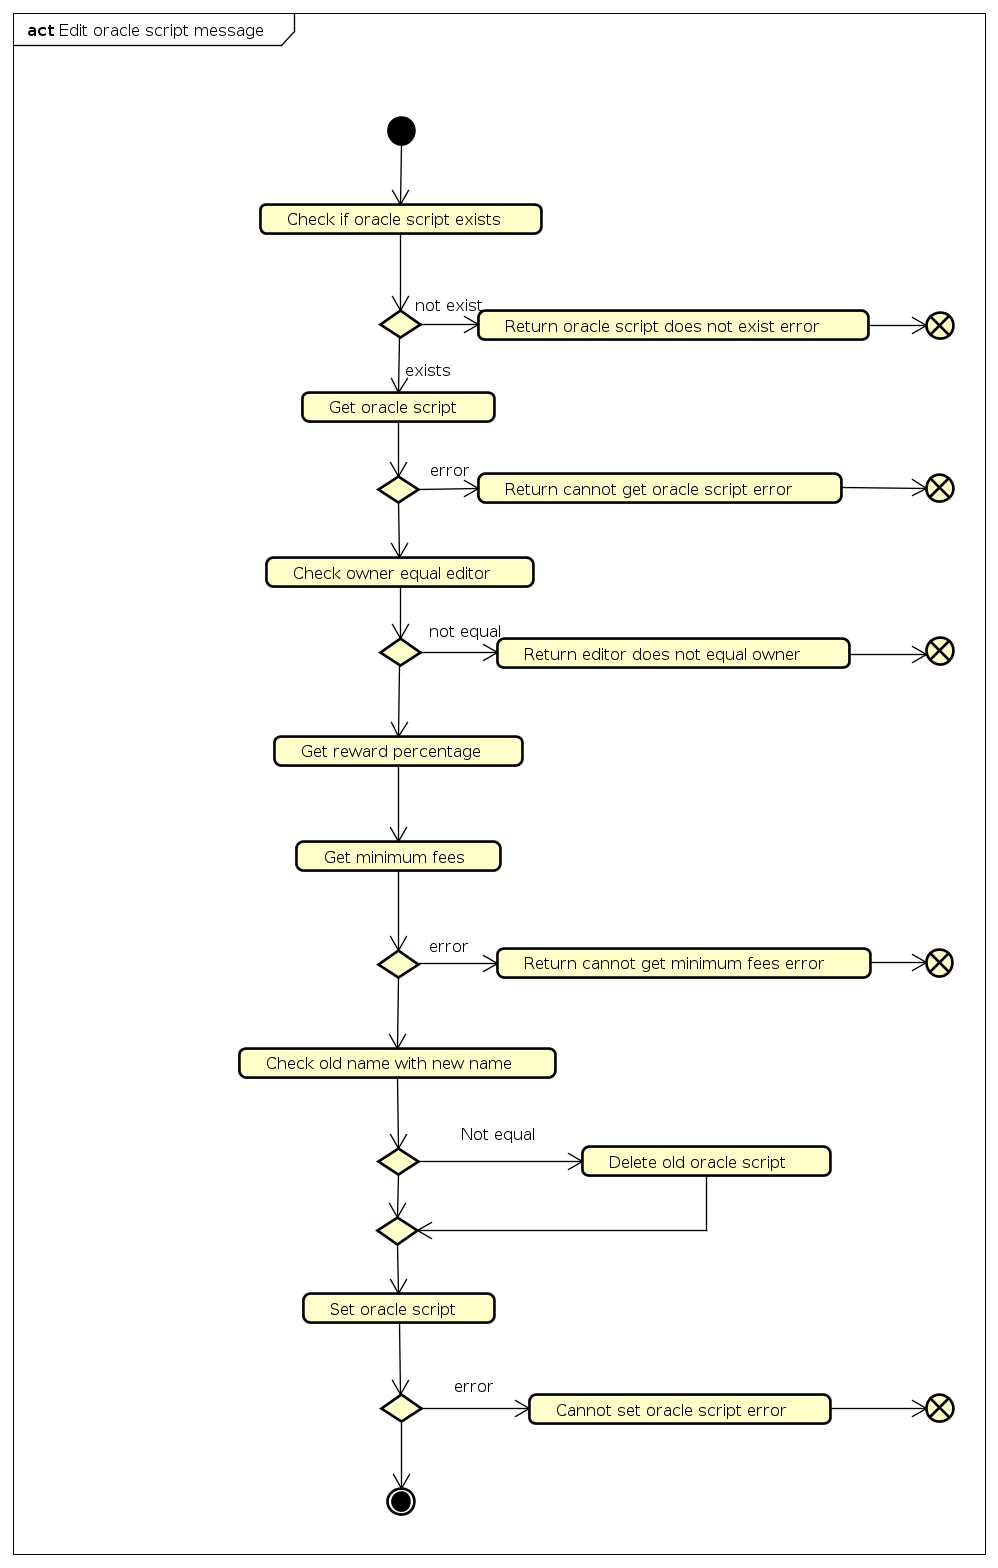 act Edit oracle script message
Check if oracle script exists
not exist
Return oracle script does not exist error
exists
Get oracle script
error
Return cannot get oracle script error
Check owner equal editor
not equal
Return editor does not equal owner
Get reward percentage
Get minimum fees
error
Return cannot get minimum fees error
Check old name with new name
Not equal
Delete old oracle script
Set oracle script
error
Cannot set oracle script error